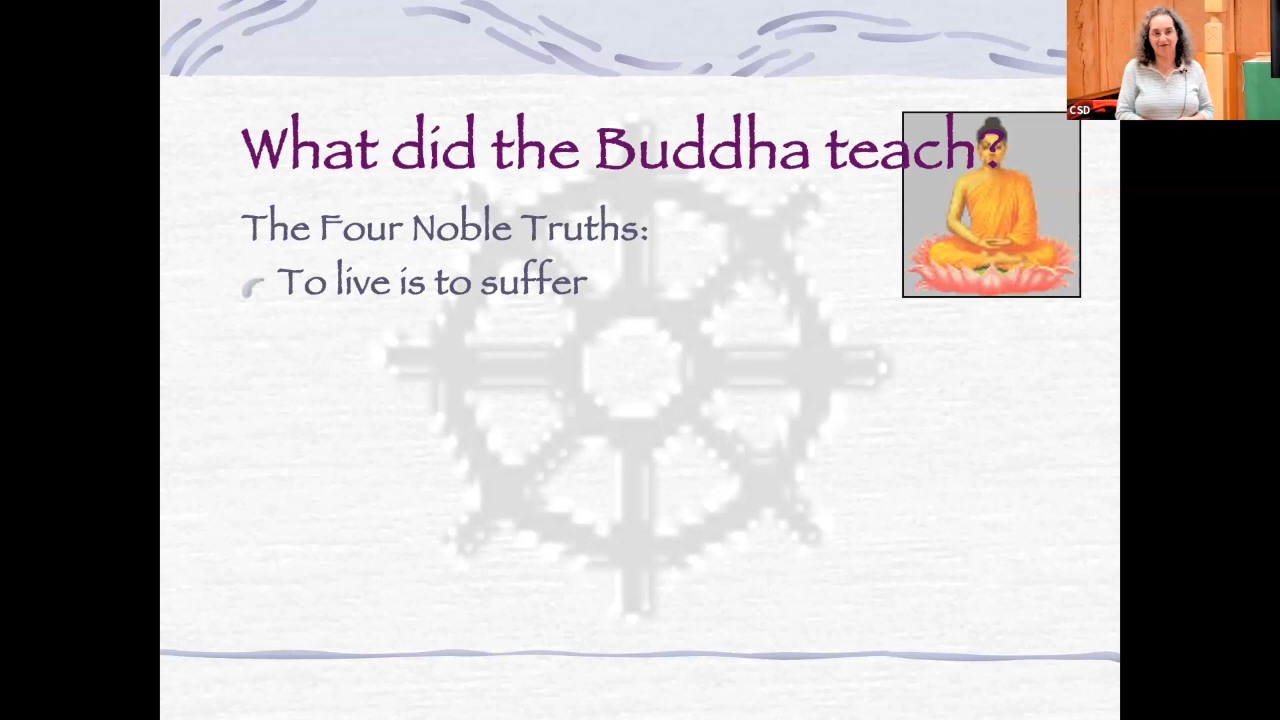 What did the Buddha teach?
The Four Noble Truths:
To live is to suffer
CSD